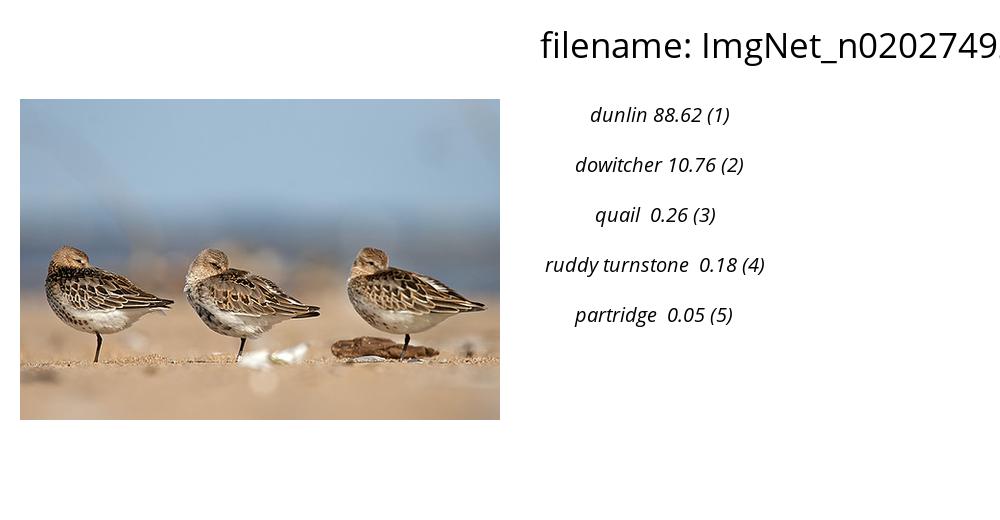 filename: ImgNet_n0202749
dunlin 88.62 (1)
dowitcher 10.76 (2)
quail 0.26 (3)
ruddy turnstone 0.18 (4)
partridge 0.05 (5)